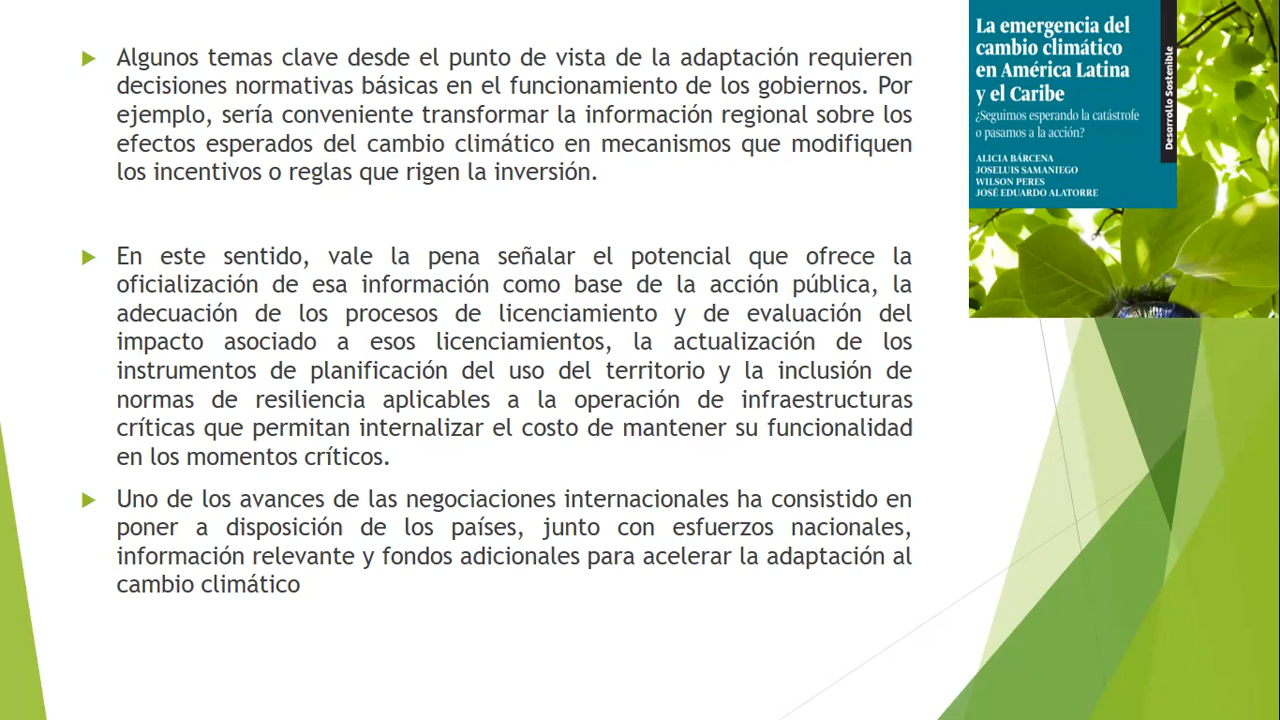 Algunos temas clave desde el punto de vista de la adaptación requieren
decisiones normativas básicas en el funcionamiento de los gobiernos. Por
ejemplo, sería conveniente transformar la información regional sobre los
efectos esperados del cambio climático en mecanismos que modifiquen
los incentivos o reglas que rigen la inversión.
En este sentido, vale la pena señalar el potencial que ofrece la
oficialización de esa información como base de la acción pública, la
adecuación de los procesos de licenciamiento y de evaluación del
impacto asociado a esos licenciamientos, la actualización de los
instrumentos de planificación del uso del territorio y la inclusión de
normas de resiliencia aplicables a la operación de infraestructuras
críticas que permitan internalizar el costo de mantener su funcionalidad
en los momentos críticos.
Uno de los avances de las negociaciones internacionales ha consistido en
poner a disposición de los países, junto con esfuerzos nacionales,
información relevante y fondos adicionales para acelerar la adaptación al
cambio climático
La emergencia del
cambio climático
en América Latina
y el Caribe
¿Seguimos esperando la catástrofe
o pasamos a la acción?
ALICIA BÁRCENA
JOSELUIS SAMANIEGO
WILSON PERES
JOSÉ EDUARDO ALATORRE
Desarrollo Sostenible